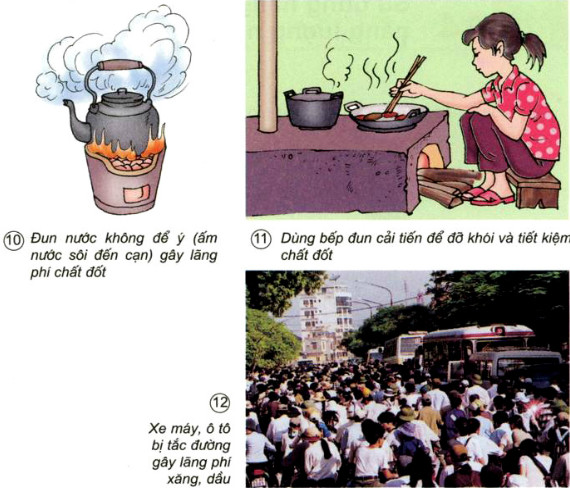 10 Đun nước không để ý (ấm
nước sôi đến cạn) gây lãng
phí chất đốt
11 Dùng bếp đun cải tiến để đỡ khói và tiết kiệm
chất đốt
12
Xe máy, ô tô
bị tắc đường
gây lãng phí
xăng, dầu